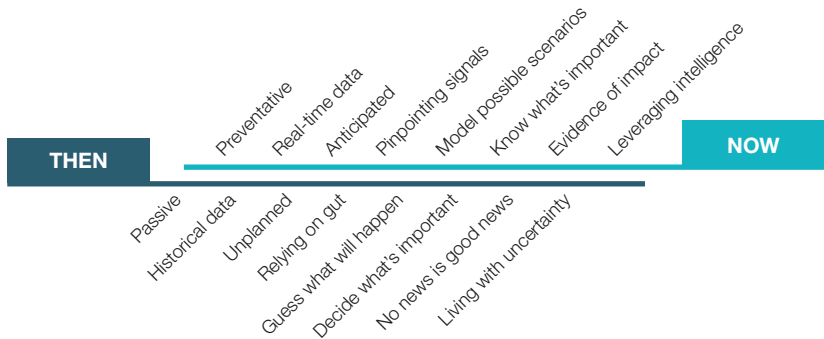 THEN
Passive
Historical data
Unplanned
Relying on gut
Guess what will happen
Decide what's important
No news is good news
Living with uncertainty
NOW
Preventative
Real-time data
Anticipated
Pinpointing signals
Model possible scenarios
Know what's important
Evidence of impact
Leveraging intelligence